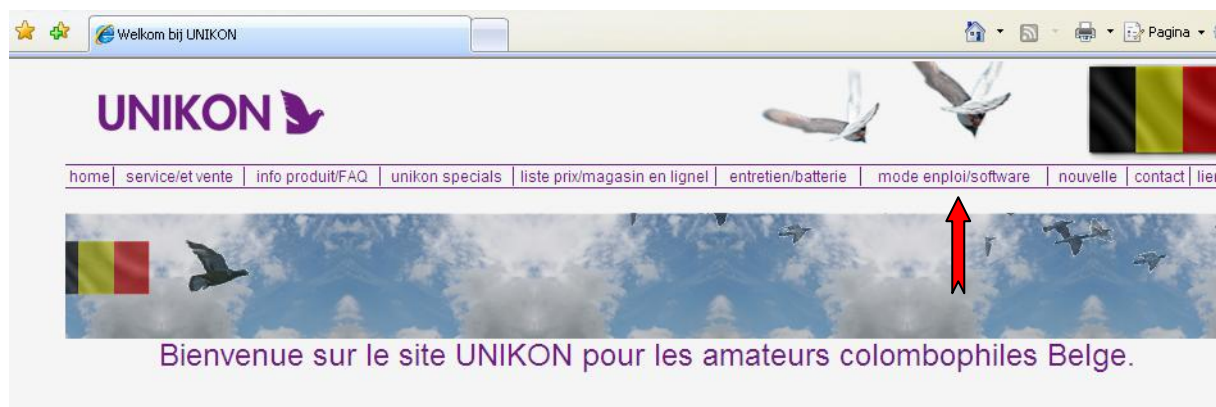 Welkom bij UNIKON
Pagina
UNIKON
home service/et vente info produit/FAQ unikon specials liste prix/magasin en lignel entretien/batterie mode enploi/software nouvelle contact lien
Bienvenue sur le site UNIKON pour les amateurs colombophiles Belge.